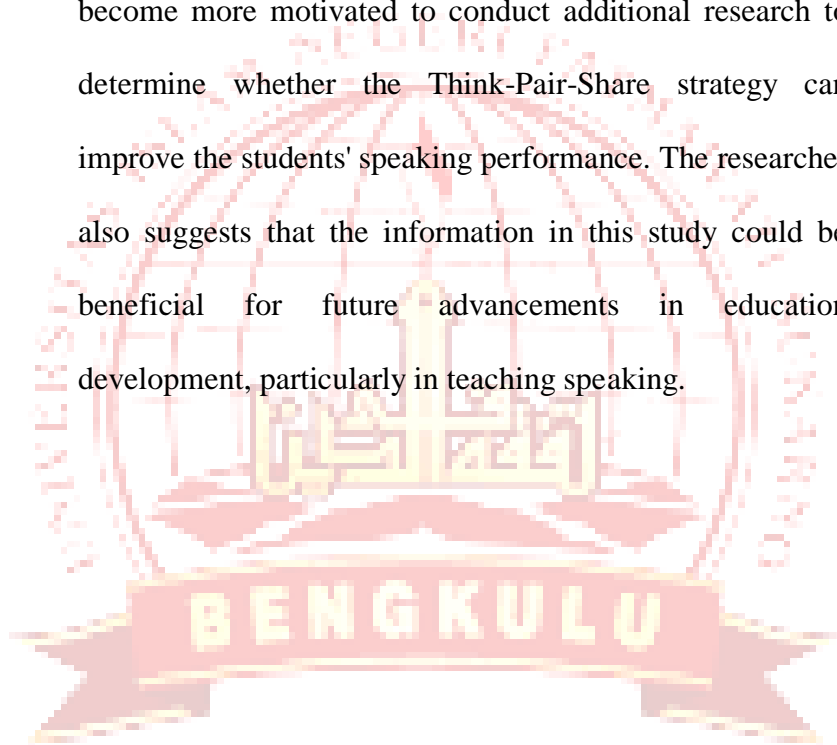 become more motivated to conduct additional research to
determine whether the Think-Pair-Share strategy can
improve the students' speaking performance. The researcher
also suggests that the information in this study could be
beneficial for future advancements in education
development, particularly in teaching speaking.
BENGKULU